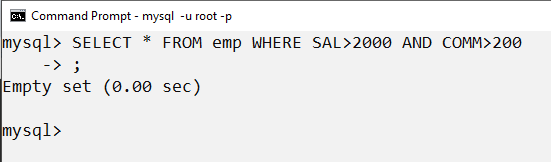 Command Prompt - mysql -u root -p
mysql> SELECT * FROM emp WHERE SAL>2000 AND COMM>200
    -> ;
Empty set (0.00 sec)
mysql>